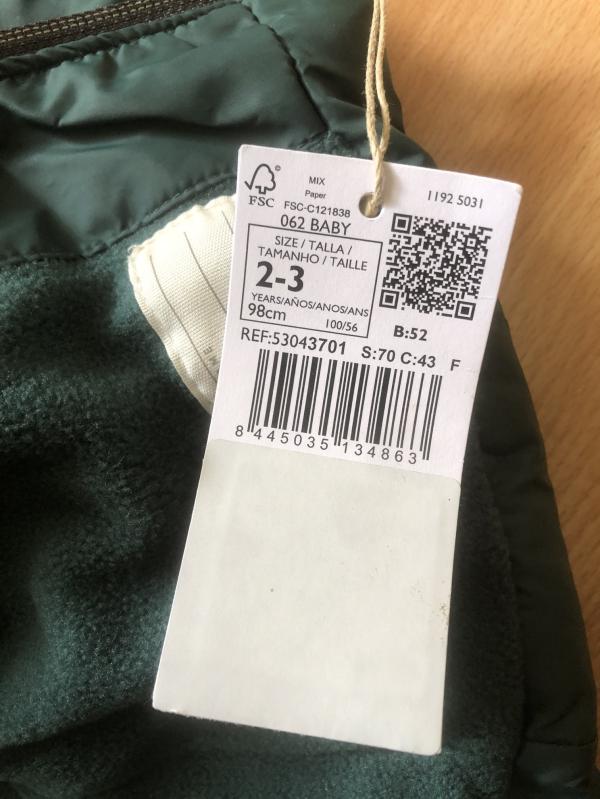 FSC
MIX
Paper
FSC-C121838
1192 5031
062 BABY
SIZE / TALLA /
TAMANHO / TAILLE
2-3
YEARS/AÑOS/ANOS/ANS
98cm 100/56
B:52
REF:53043701 S:70 C:43 F
8 445035 134863